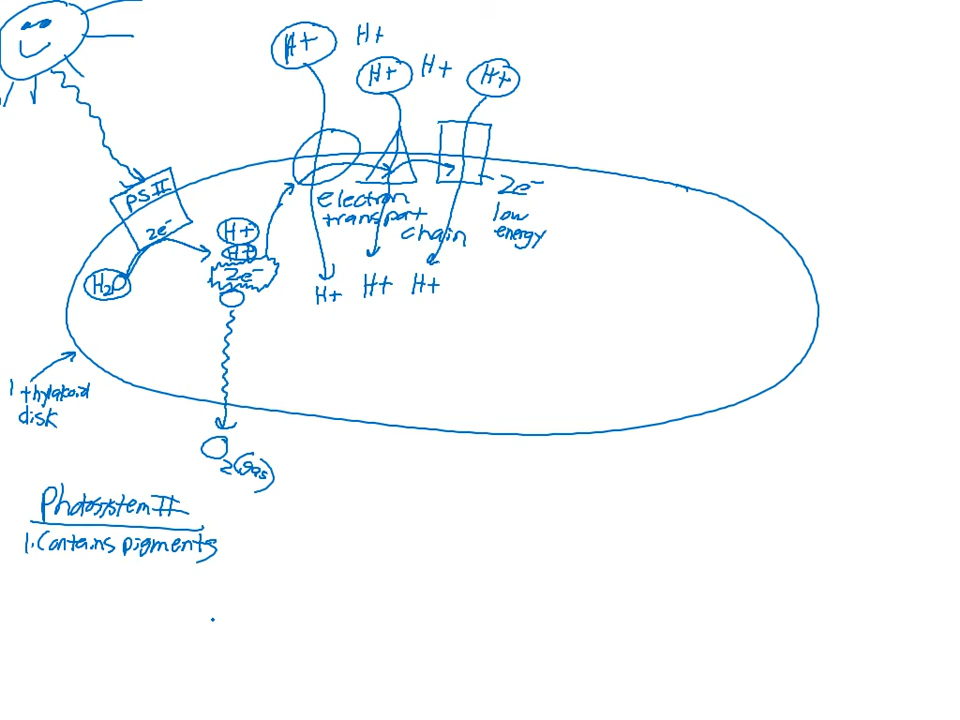 H+
H+
H+
H+
H+
PS II
2e-
H2O
H+
H+
2e-
electron
transport
chain
2e-
low
energy
H+
H+
H+
1 thylakoid
disk
O2(gas)
Photosystem II
1. Contains pigments